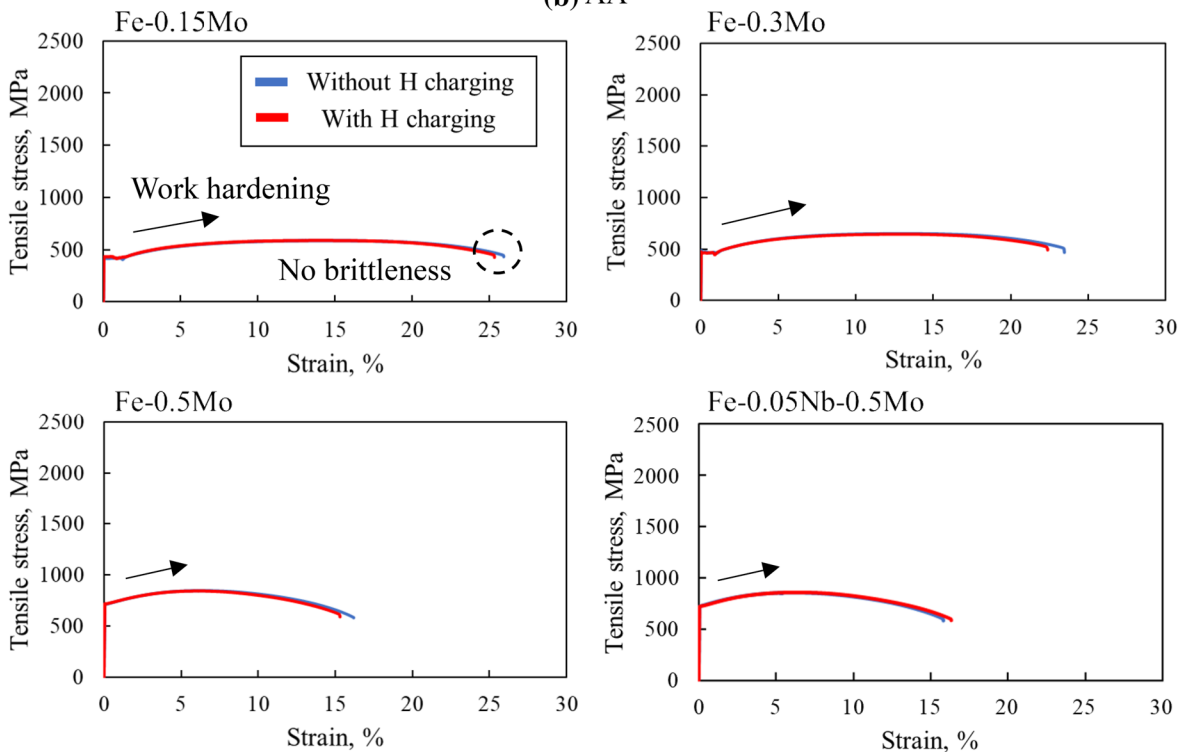 (b) AA
Fe-0.15Mo
2500
2000
1500
1000
500
0
Tensile stress, MPa
Without H charging
With H charging
Work hardening
No brittleness
0 5 10 15 20 25 30
Strain, %
Fe-0.3Mo
2500
2000
1500
1000
500
0
Tensile stress, MPa
0 5 10 15 20 25 30
Strain, %
Fe-0.5Mo
2500
2000
1500
1000
500
0
Tensile stress, MPa
0 5 10 15 20 25 30
Strain, %
Fe-0.05Nb-0.5Mo
2500
2000
1500
1000
500
0
Tensile stress, MPa
0 5 10 15 20 25 30
Strain, %